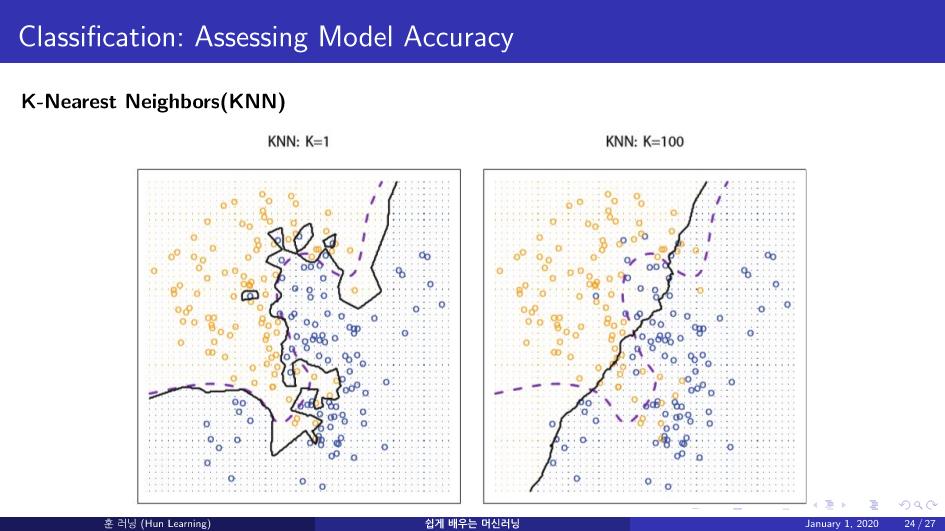 Classification: Assessing Model Accuracy
K-Nearest Neighbors(KNN)
KNN: K=1
KNN: K=100
훈 러닝 (Hun Learning)
쉽게 배우는 머신러닝
January 1, 2020
24 / 27